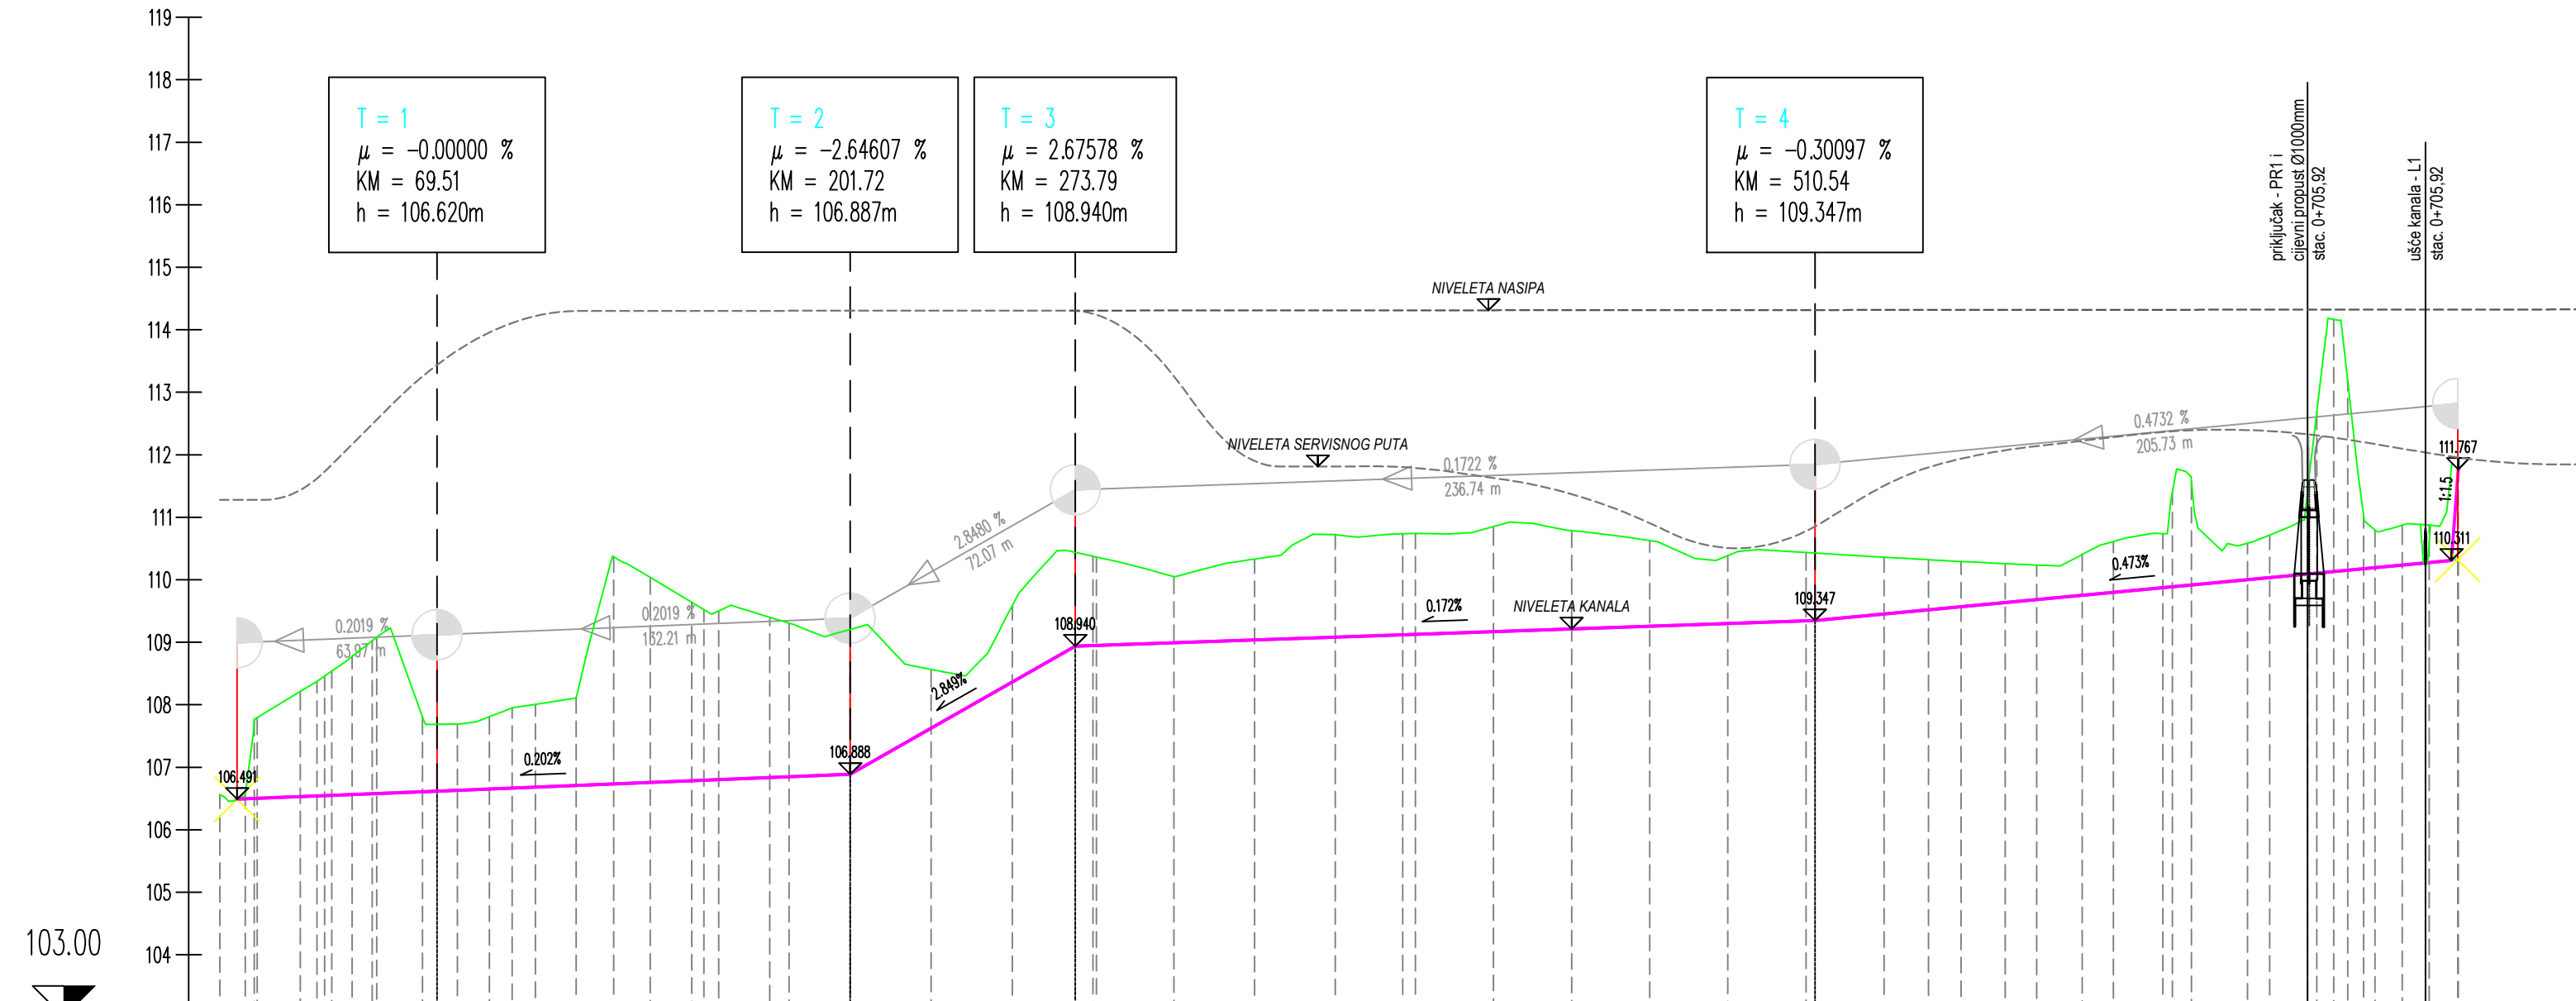 119
118
117
116
115
114
113
112
111
110
109
108
107
106
105
104
103.00
T = 1
μ = -0.00000 %
KM = 69.51
h = 106.620m
T = 2
μ = -2.64607 %
KM = 201.72
h = 106.887m
T = 3
μ = 2.67578 %
KM = 273.79
h = 108.940m
T = 4
μ = -0.30097 %
KM = 510.54
h = 109.347m
priključak - PR1 i
cijevni propust Ø1000mm
stac. 0+705,92
ušće kanala - L1
stac. 0+705,92
NIVELETA NASIPA
NIVELETA SERVISNOG PUTA
NIVELETA KANALA
0.2019 %
63.97 m
0.2019 %
132.21 m
2.8480 %
72.07 m
0.1722 %
236.74 m
0.4732 %
205.73 m
106.491
0.202%
106.888
2.849%
108.940
0.172%
109.347
0.473%
111.767
1:1.5
110.311